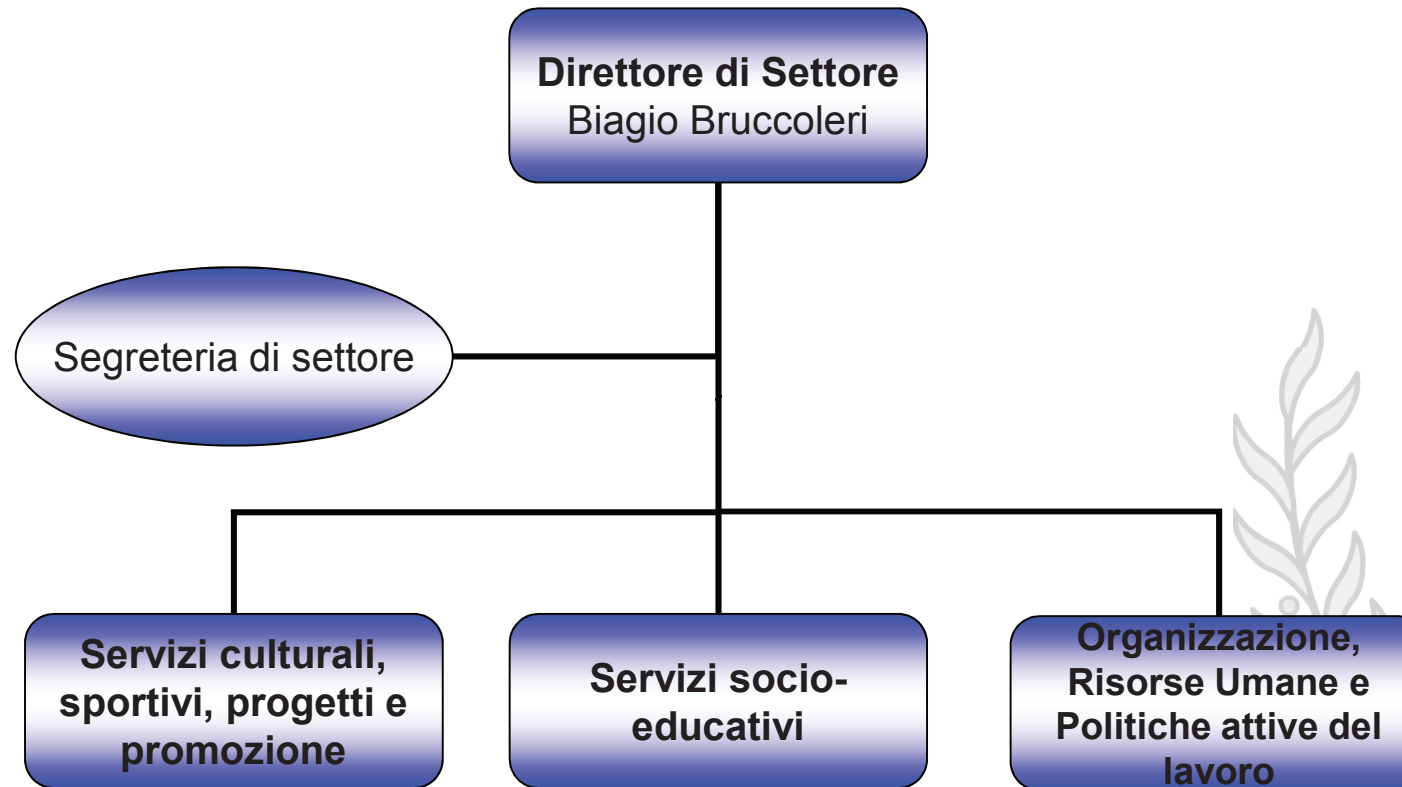 Direttore di Settore
Biagio Bruccoleri
Segreteria di settore
Servizi culturali,
sportivi, progetti e
promozione
Servizi socio-
educativi
Organizzazione,
Risorse Umane e
Politiche attive del
lavoro